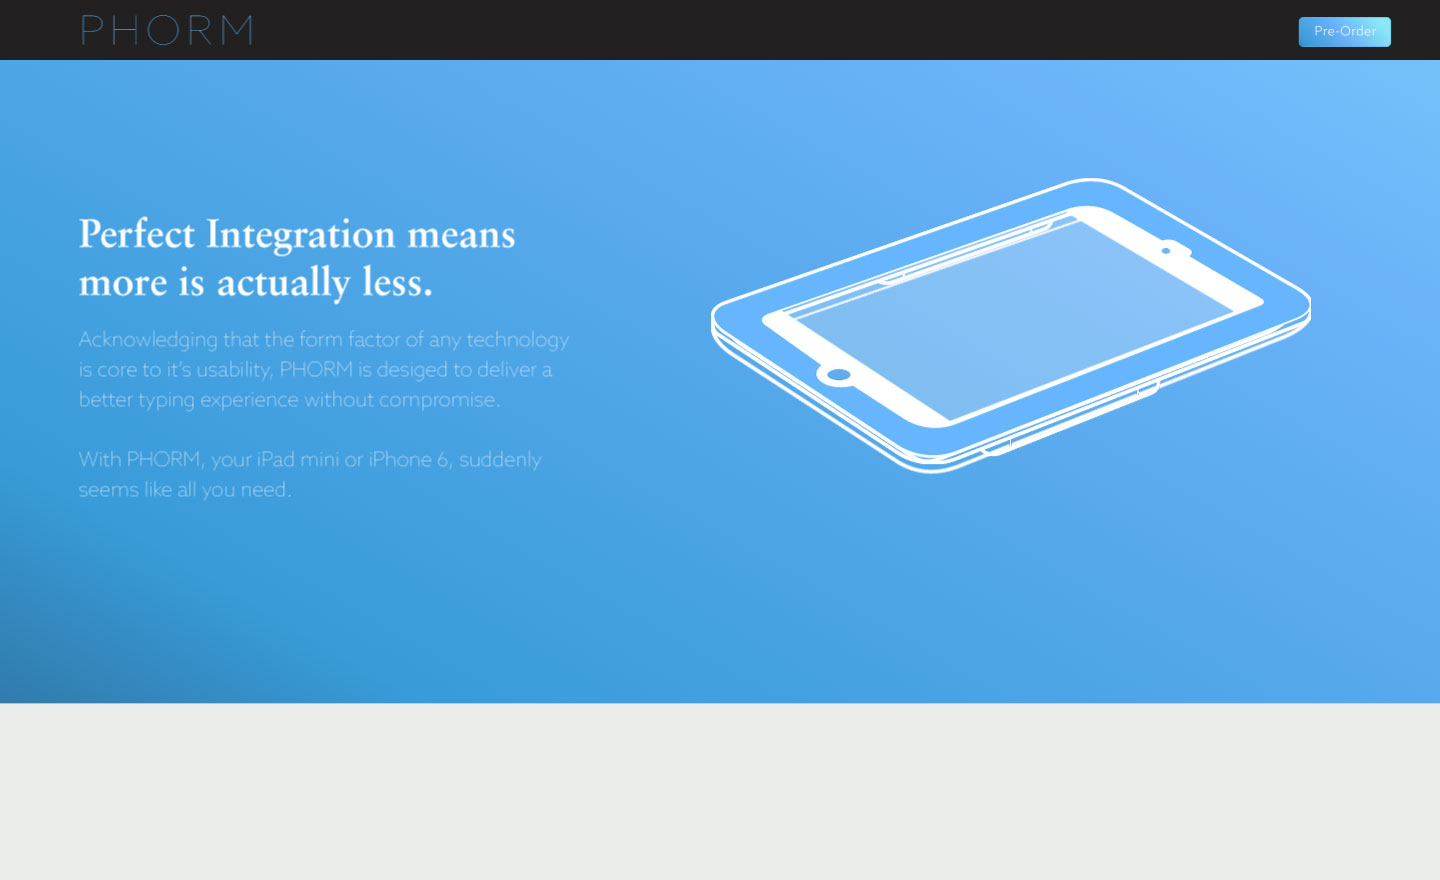 PHORM
Pre-Order
Perfect Integration means
more is actually less.
Acknowledging that the form factor of any technology
is core to it's usability, PHORM is desiged to deliver a
better typing experience without compromise.
With PHORM, your iPad mini or iPhone 6, suddenly
seems like all you need.